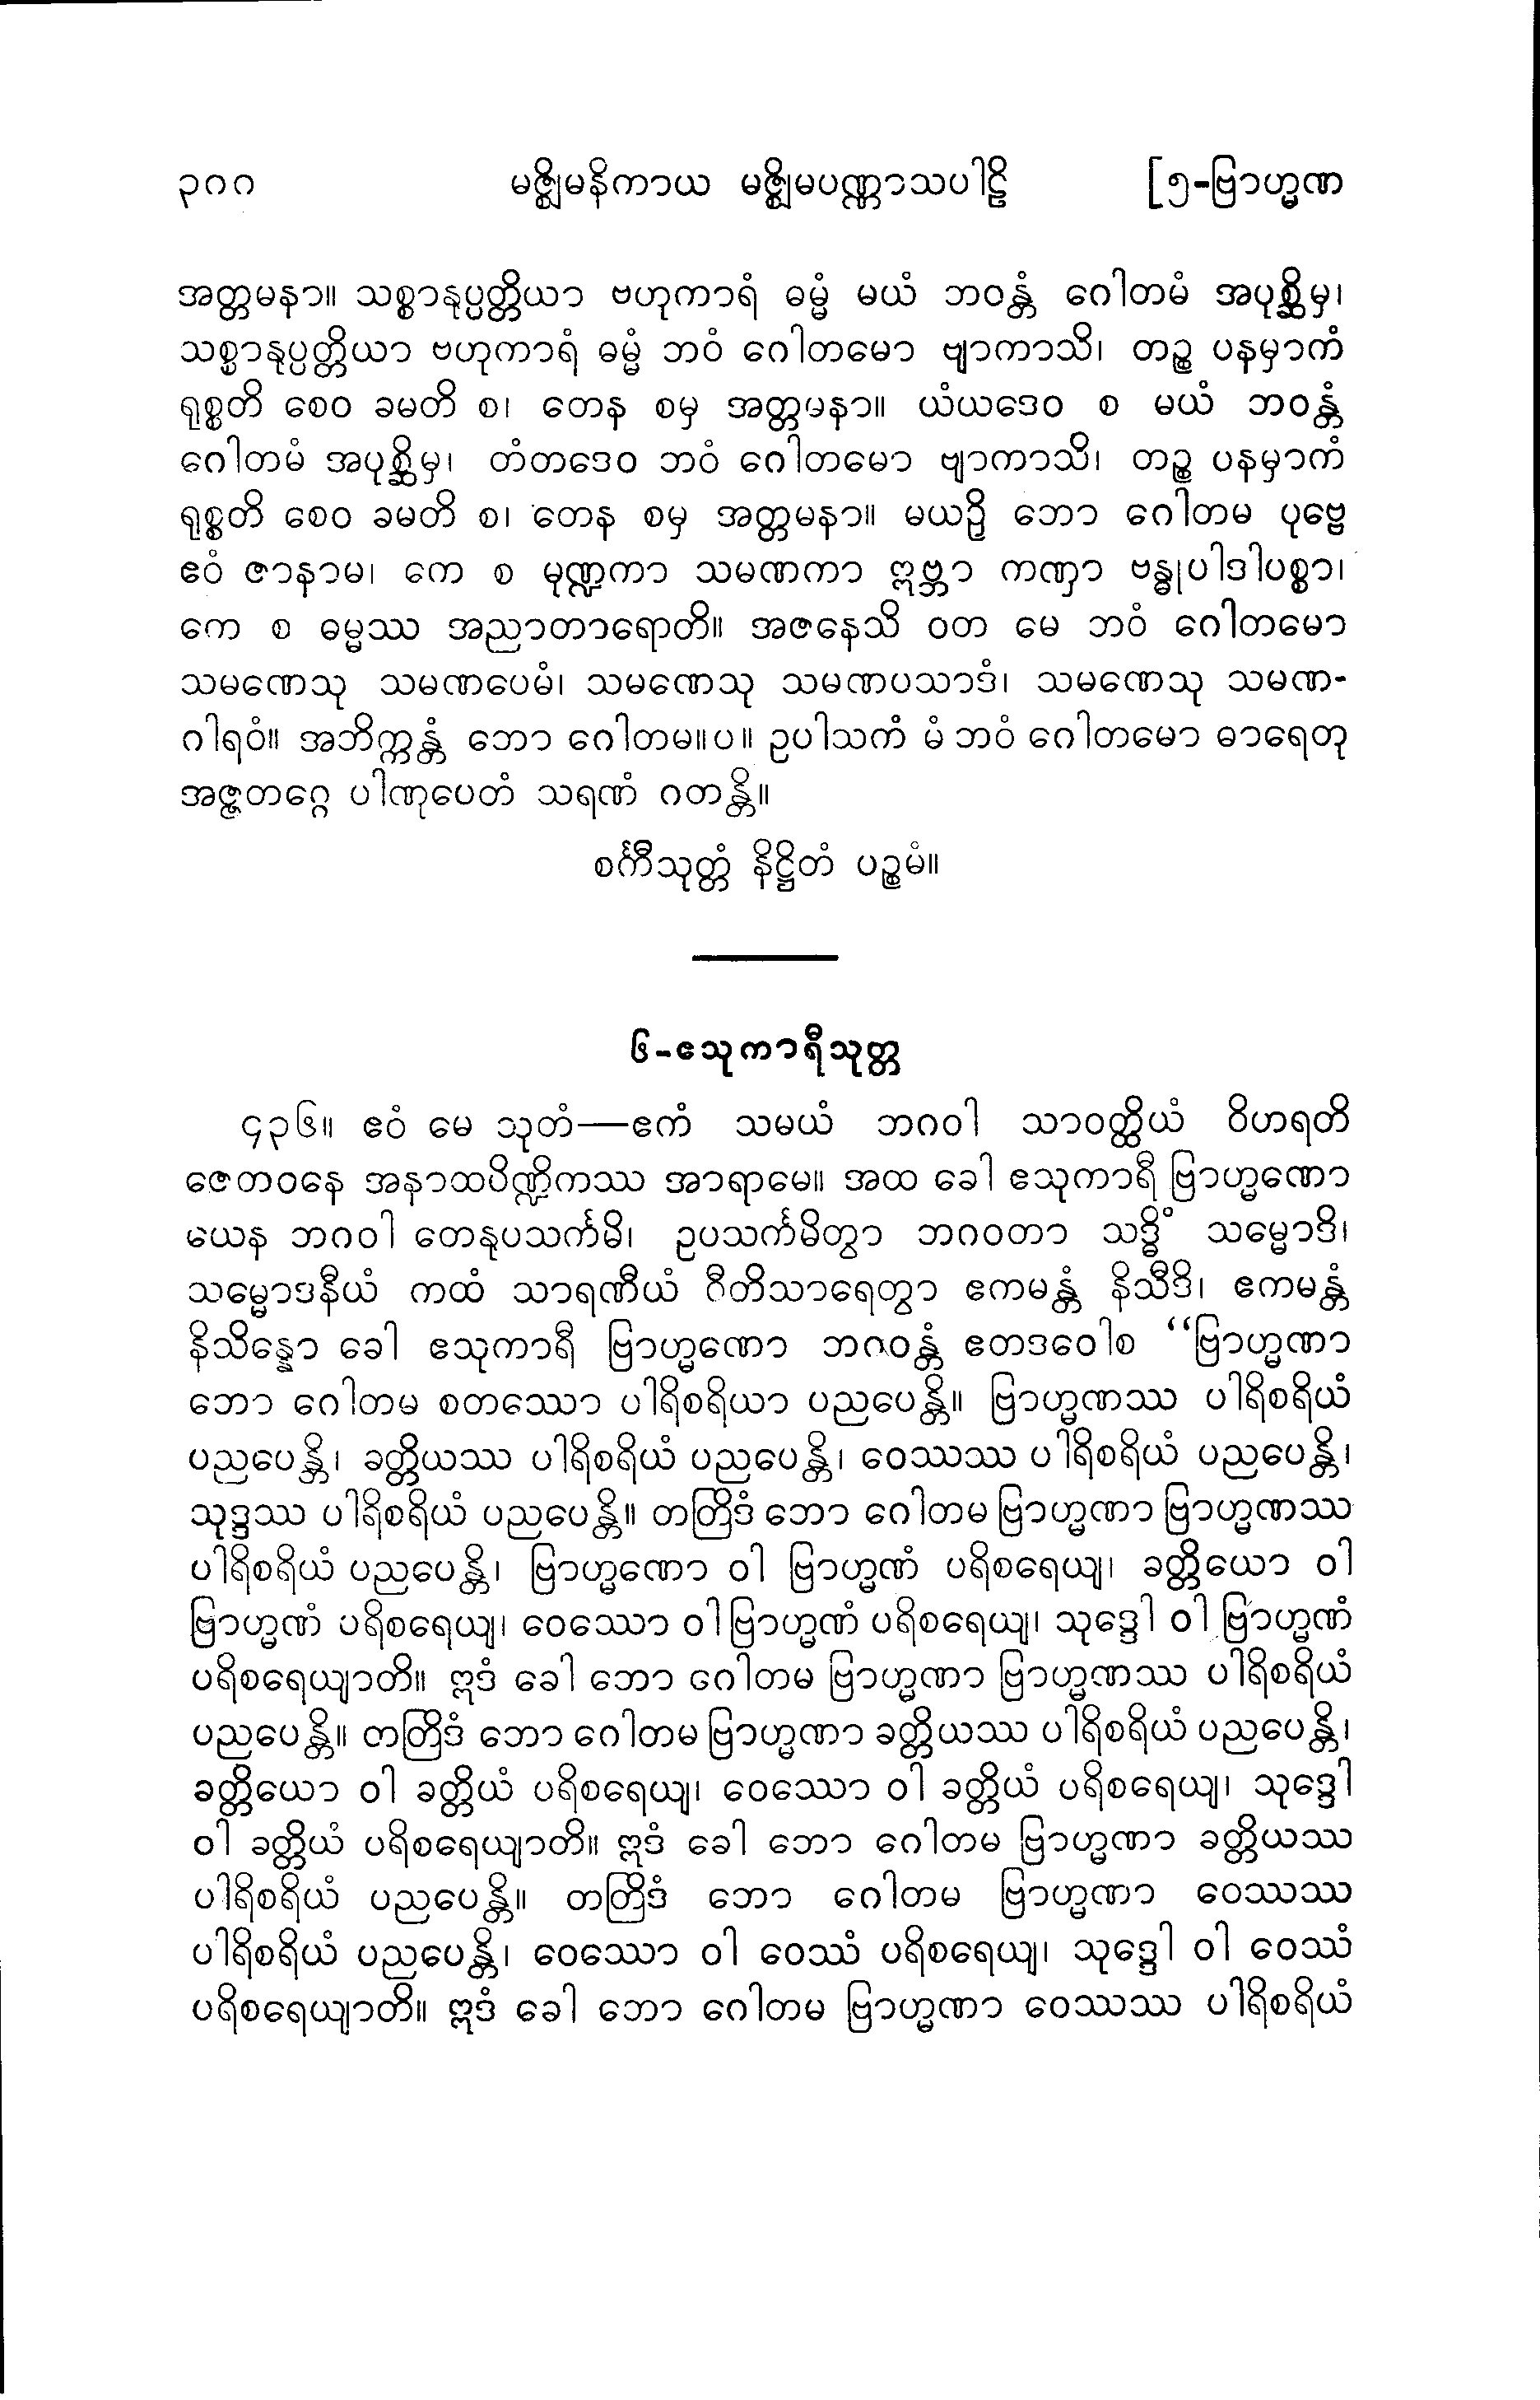 ၃၈၈ မဇ္ဈိမနိကာယ မဇ္ဈိမပဏ္ဏာသပါဠိ [၅-ဗြာဟ္မဏ
အတ္တမနာ။ သစ္စာနုပ္ပတ္တိယာ ဗဟုကာရံ ဓမ္မံ မယံ ဘဝန္တံ ဂေါတမံ အပုစ္ဆိမှ၊
သစ္စာနုပ္ပတ္တိယာ ဗဟုကာရံ ဓမ္မံ ဘဝံ ဂေါတမော ဗျာကာသိ၊ တဉ္စ ပနမှာကံ
ရုစ္စတိ စေဝ ခမတိ စ၊ တေန စမှ အတ္တမနာ။ ယံယဒေဝ စ မယံ ဘဝန္တံ
ဂေါတမံ အပုစ္ဆိမှ၊ တံတဒေဝ ဘဝံ ဂေါတမော ဗျာကာသိ၊ တဉ္စ ပနမှာကံ
ရုစ္စတိ စေဝ ခမတိ စ၊ တေန စမှ အတ္တမနာ။ မယဉှိ ဘော ဂေါတမ ပုဗ္ဗေ
ဧဝံ ဇာနာမ၊ ကေ စ မုဏ္ဍကာ သမဏကာ ဣဗ္ဘာ ကဏှာ ဗန္ဓုပါဒါပစ္စာ၊
ကေ စ ဓမ္မဿ အညာတာရောတိ။ အဇနေသိ ဝတ မေ ဘဝံ ဂေါတမော
သမဏေသု သမဏပေမံ၊ သမဏေသု သမဏပသာဒံ၊ သမဏေသု သမဏ-
ဂါရဝံ။ အဘိက္ကန္တံ ဘော ဂေါတမ။ပ။ ဥပါသကံ မံ ဘဝံ ဂေါတမော ဓာရေတု
အဇ္ဇတဂ္ဂေ ပါဏုပေတံ သရဏံ ဂတန္တိ။
စင်္ကီသုတ္တံ နိဋ္ဌိတံ ပဉ္စမံ။
၆-ဧသုကာရီသုတ္တ
၄၃၆။ ဧဝံ မေ သုတံ—ဧကံ သမယံ ဘဂဝါ သာဝတ္ထိယံ ဝိဟရတိ
ဇေတဝနေ အနာထပိဏ္ဍိကဿ အာရာမေ။ အထ ခေါ ဧသုကာရီ ဗြာဟ္မဏော
ယေန ဘဂဝါ တေနုပသင်္ကမိ၊ ဥပသင်္ကမိတွာ ဘဂဝတာ သဒ္ဓိံ သမ္မောဒိ၊
သမ္မောဒနီယံ ကထံ သာရဏီယံ ဝီတိသာရေတွာ ဧကမန္တံ နိသီဒိ၊ ဧကမန္တံ
နိသိန္နော ခေါ ဧသုကာရီ ဗြာဟ္မဏော ဘဂဝန္တံ ဧတဒဝေါစ “ဗြာဟ္မဏာ
ဘော ဂေါတမ စတဿော ပါရိစရိယာ ပညပေန္တိ။ ဗြာဟ္မဏဿ ပါရိစရိယံ
ပညပေန္တိ၊ ခတ္တိယဿ ပါရိစရိယံ ပညပေန္တိ၊ ဝေဿဿ ပါရိစရိယံ ပညပေန္တိ၊
သုဒ္ဒဿ ပါရိစရိယံ ပညပေန္တိ။ တတြိဒံ ဘော ဂေါတမ ဗြာဟ္မဏာ ဗြာဟ္မဏဿ
ပါရိစရိယံ ပညပေန္တိ၊ ဗြာဟ္မဏော ဝါ ဗြာဟ္မဏံ ပရိစရေယျ၊ ခတ္တိယော ဝါ
ဗြာဟ္မဏံ ပရိစရေယျ၊ ဝေဿော ဝါ ဗြာဟ္မဏံ ပရိစရေယျ၊ သုဒ္ဒေါ ဝါ ဗြာဟ္မဏံ
ပရိစရေယျာတိ။ ဣဒံ ခေါ ဘော ဂေါတမ ဗြာဟ္မဏာ ဗြာဟ္မဏဿ ပါရိစရိယံ
ပညပေန္တိ။ တတြိဒံ ဘော ဂေါတမ ဗြာဟ္မဏာ ခတ္တိယဿ ပါရိစရိယံ ပညပေန္တိ၊
ခတ္တိယော ဝါ ခတ္တိယံ ပရိစရေယျ၊ ဝေဿော ဝါ ခတ္တိယံ ပရိစရေယျ၊ သုဒ္ဒေါ
ဝါ ခတ္တိယံ ပရိစရေယျာတိ။ ဣဒံ ခေါ ဘော ဂေါတမ ဗြာဟ္မဏာ ခတ္တိယဿ
ပါရိစရိယံ ပညပေန္တိ။ တတြိဒံ ဘော ဂေါတမ ဗြာဟ္မဏာ ဝေဿဿ
ပါရိစရိယံ ပညပေန္တိ၊ ဝေဿော ဝါ ဝေဿံ ပရိစရေယျ၊ သုဒ္ဒေါ ဝါ ဝေဿံ
ပရိစရေယျာတိ။ ဣဒံ ခေါ ဘော ဂေါတမ ဗြာဟ္မဏာ ဝေဿဿ ပါရိစရိယံ